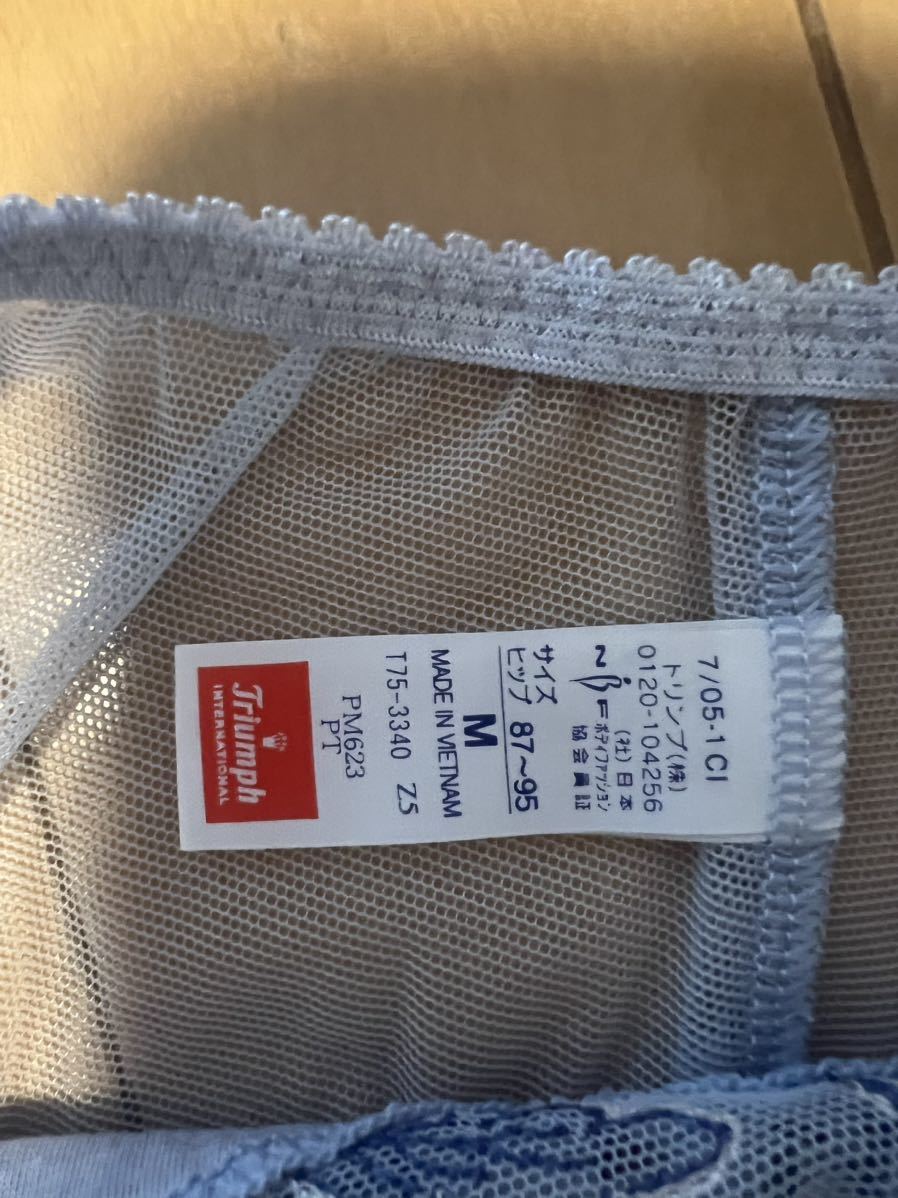 7/05-1CI
トリンプ(株)
0120-104256
(社)日本
ボディファッション
協会員証
NβF
サイズ
ヒップ 87〜95
M
MADE IN VIETNAM
T75-3340 Z5
PM623
PT
Triumph
INTERNATIONAL